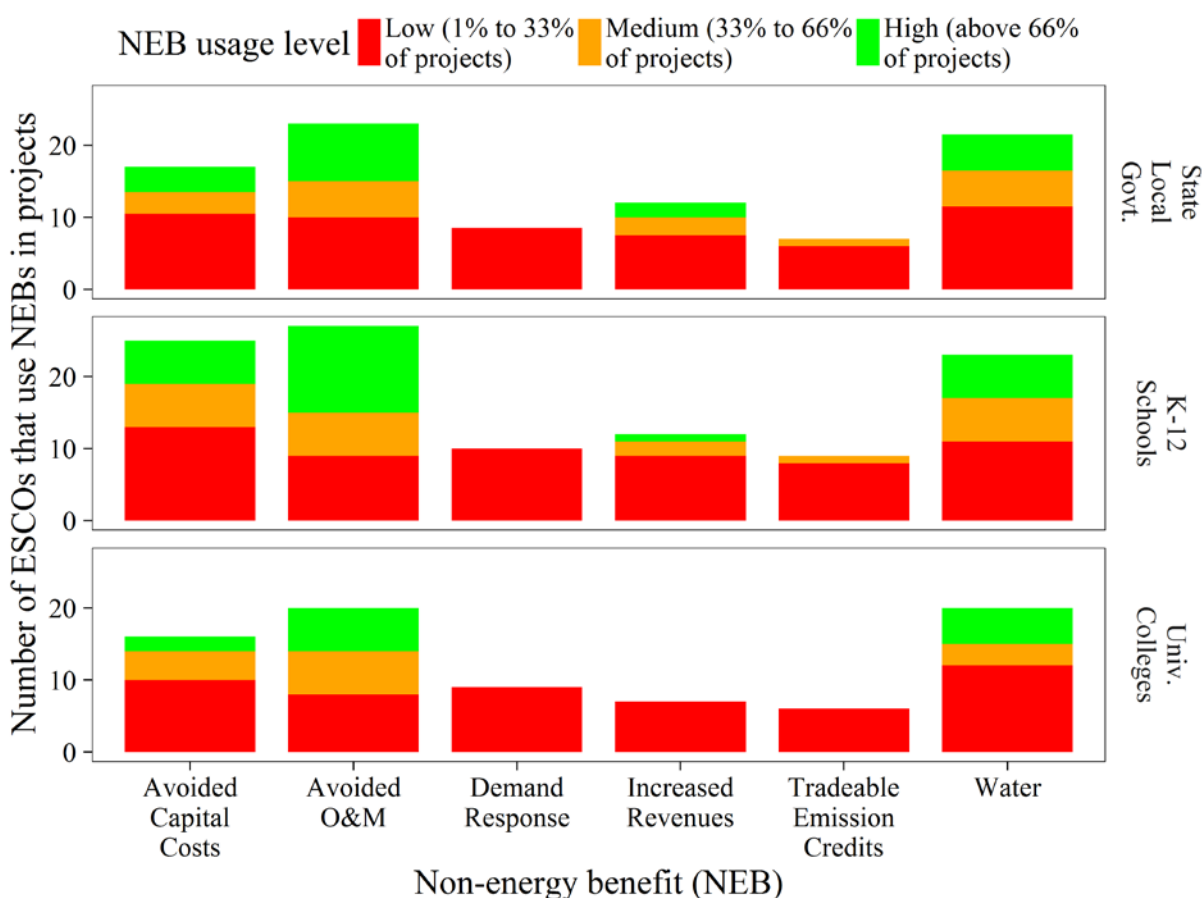 NEB usage level
Low (1% to 33%
of projects)
Medium (33% to 66%
of projects)
High (above 66%
of projects)
Number of ESCOs that use NEBs in projects
20
10
0
State
Local
Govt.
20
10
0
K-12
Schools
20
10
0
Univ.
Colleges
Avoided
Capital
Costs
Avoided
O&M
Demand
Response
Increased
Revenues
Tradeable
Emission
Credits
Water
Non-energy benefit (NEB)